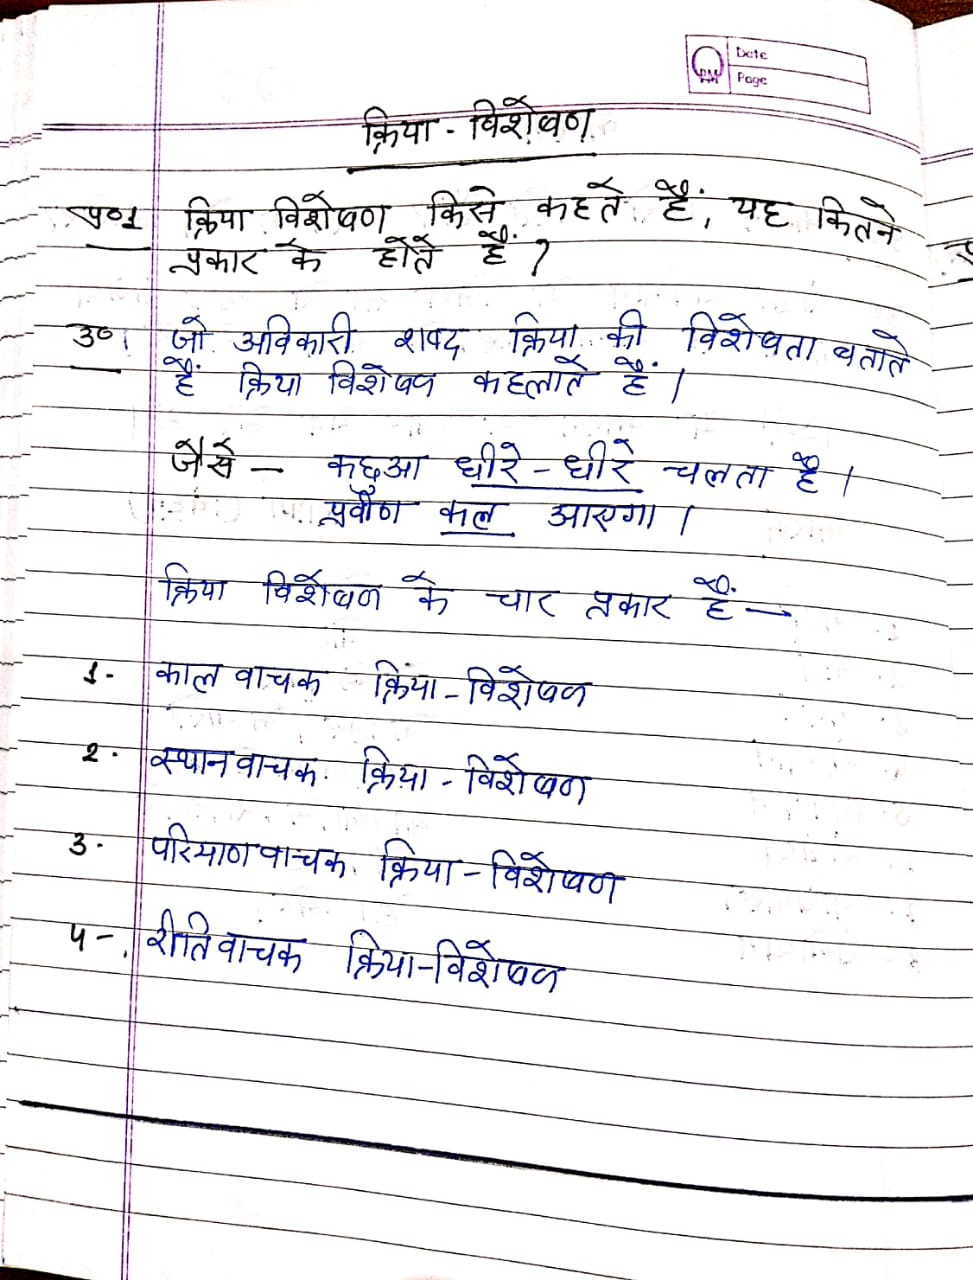 Date
Page
क्रिया - विशेषण
प्र०1 क्रिया विशेषण किसे कहते हैं, यह कितने
प्रकार के होते हैं ?
उ०। जो अविकारी शब्द क्रिया की विशेषता बताते
हैं क्रिया विशेषण कहलाते हैं ।
जैसे – कछुआ धीरे-धीरे चलता है ।
प्रवीण कल आएगा ।
क्रिया विशेषण के चार प्रकार हैं –
1. काल वाचक क्रिया-विशेषण
2. स्थानवाचक क्रिया - विशेषण
3. परिमाणवाचक क्रिया - विशेषण
4-. रीतिवाचक क्रिया-विशेषण